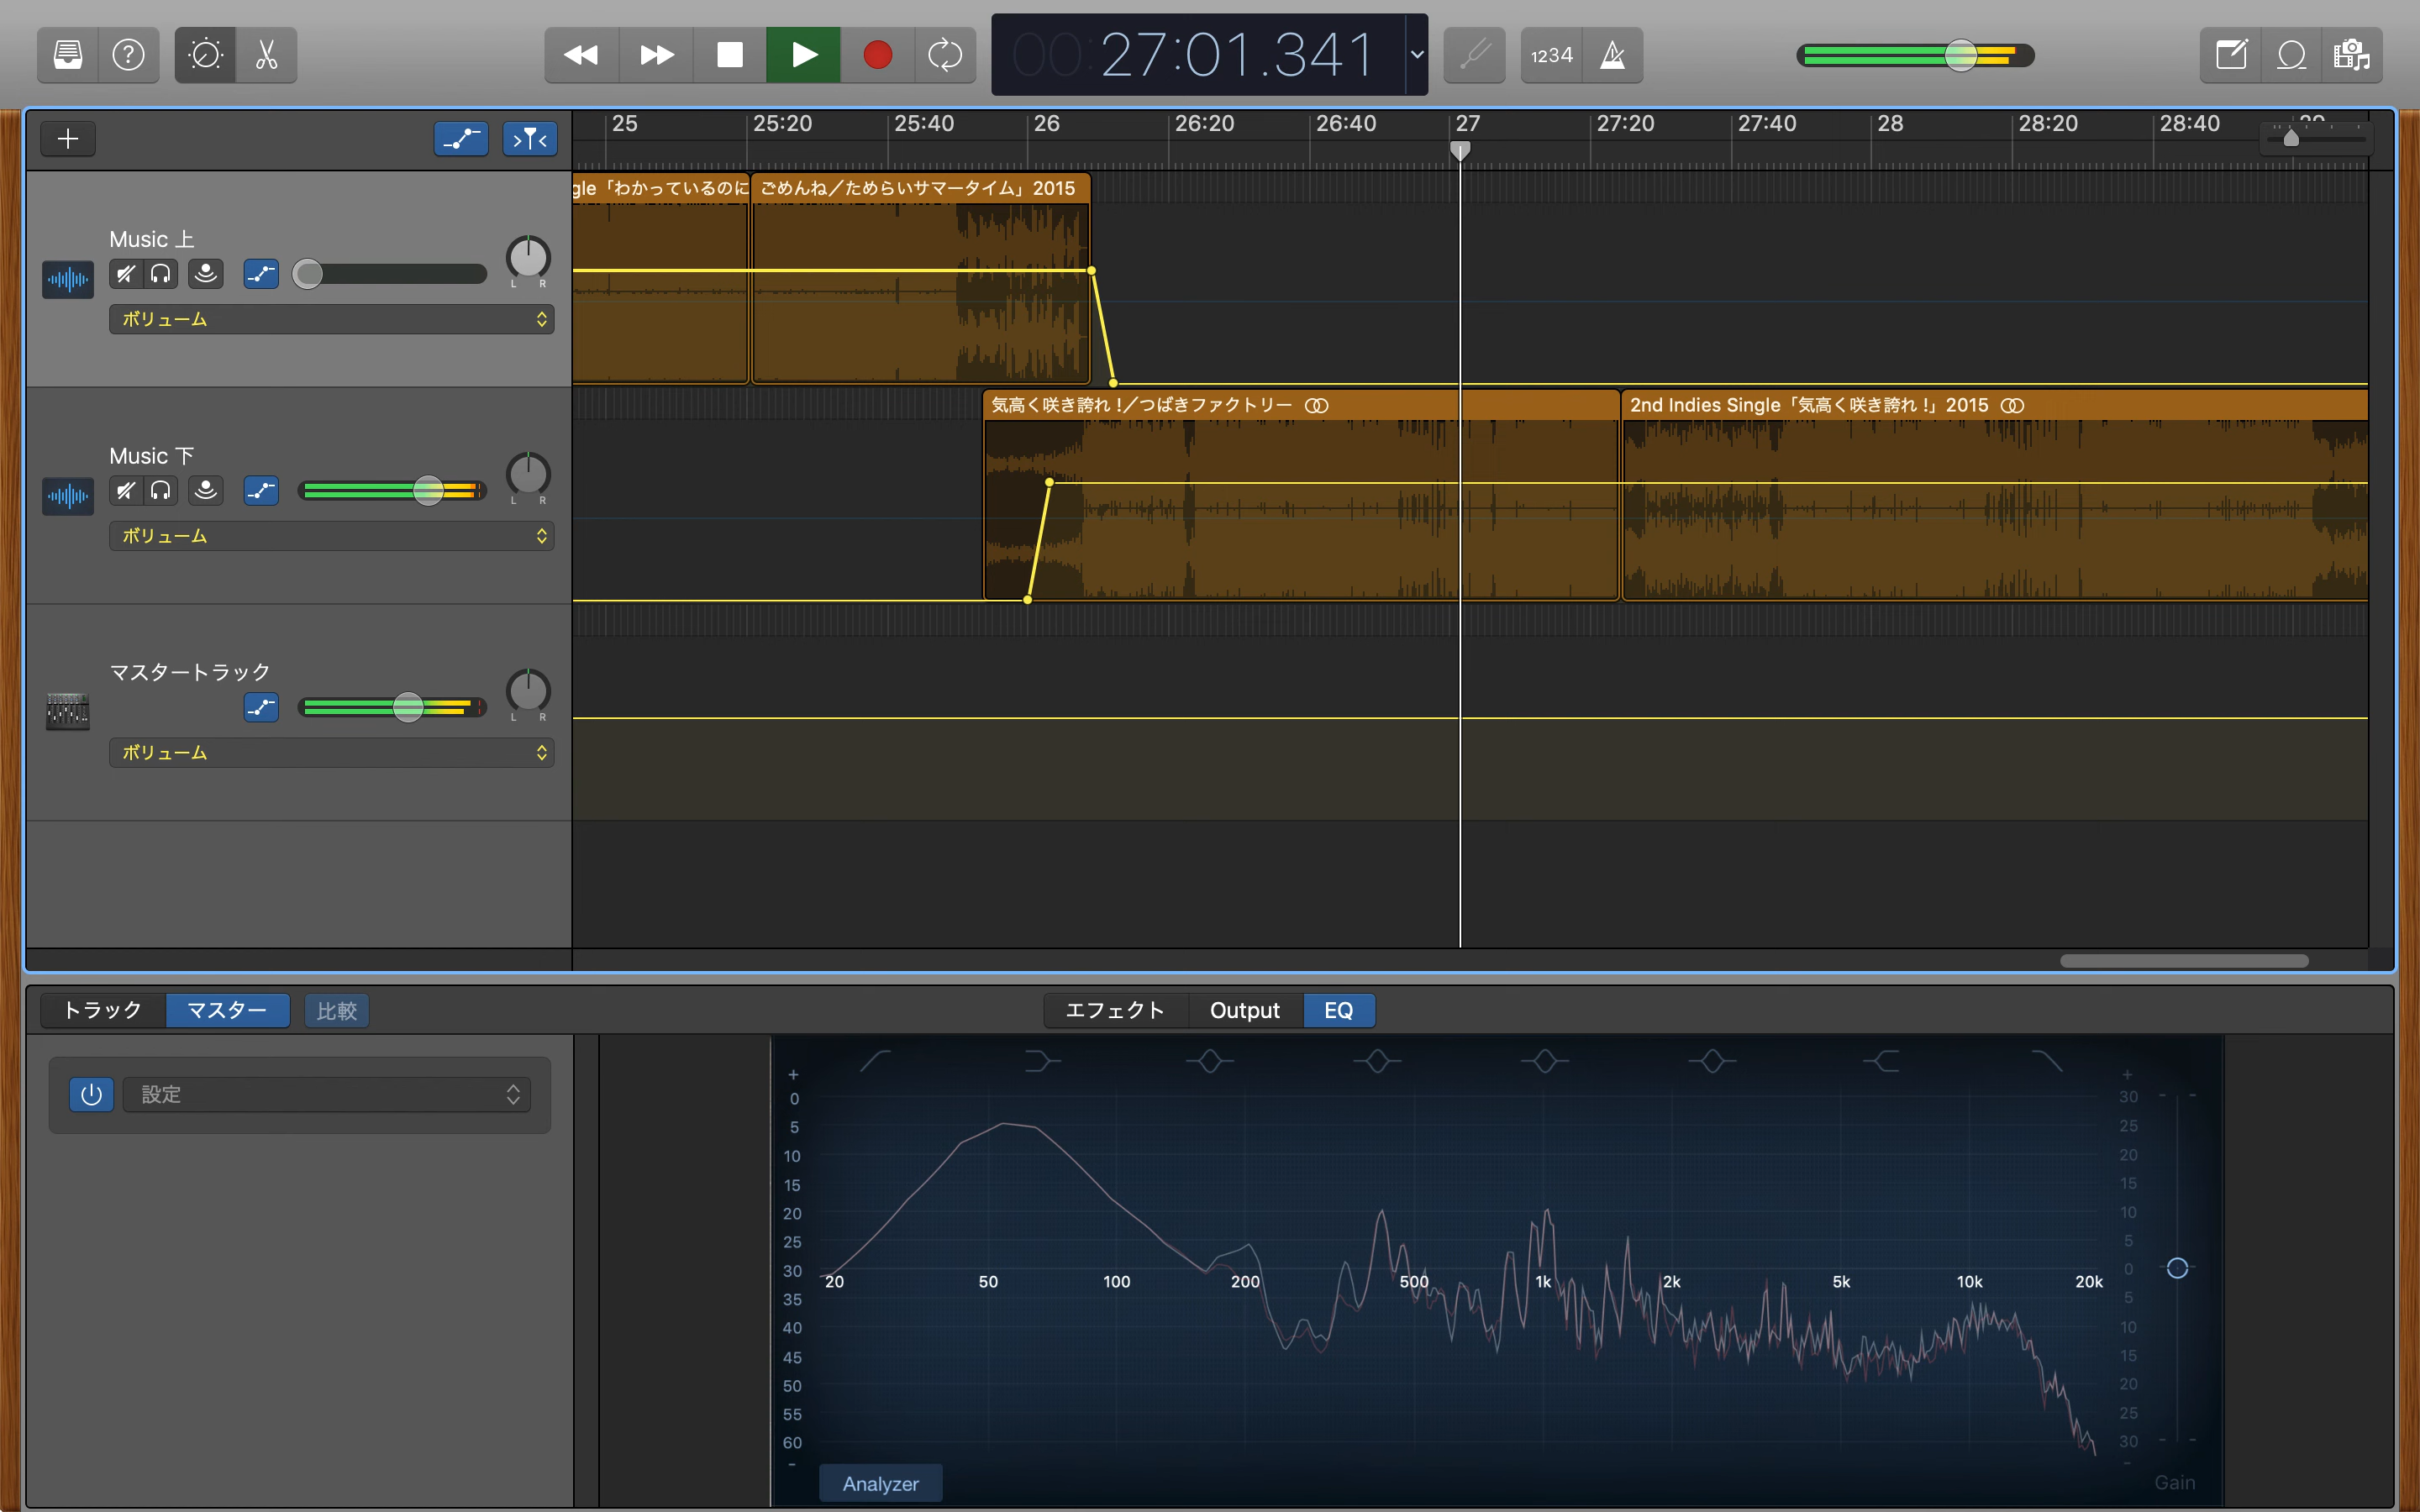 00:27:01.341
1234
25 25:20 25:40 26 26:20 26:40 27 27:20 27:40 28 28:20 28:40
gle「わかっているのに ごめんね／ためらいサマータイム」2015
Music 上
L R
ボリューム
気高く咲き誇れ !／つばきファクトリー 2nd Indies Single「気高く咲き誇れ !」2015
Music 下
L R
ボリューム
マスタートラック
L R
ボリューム
トラック マスター 比較 エフェクト Output EQ
設定
+ +
0 30
5 25
10 20
15 15
20 10
25 5
30 0
20 50 100 200 500 1k 2k 5k 10k 20k
35 5
40 10
45 15
50 20
55 25
60 30
- -
Analyzer Gain